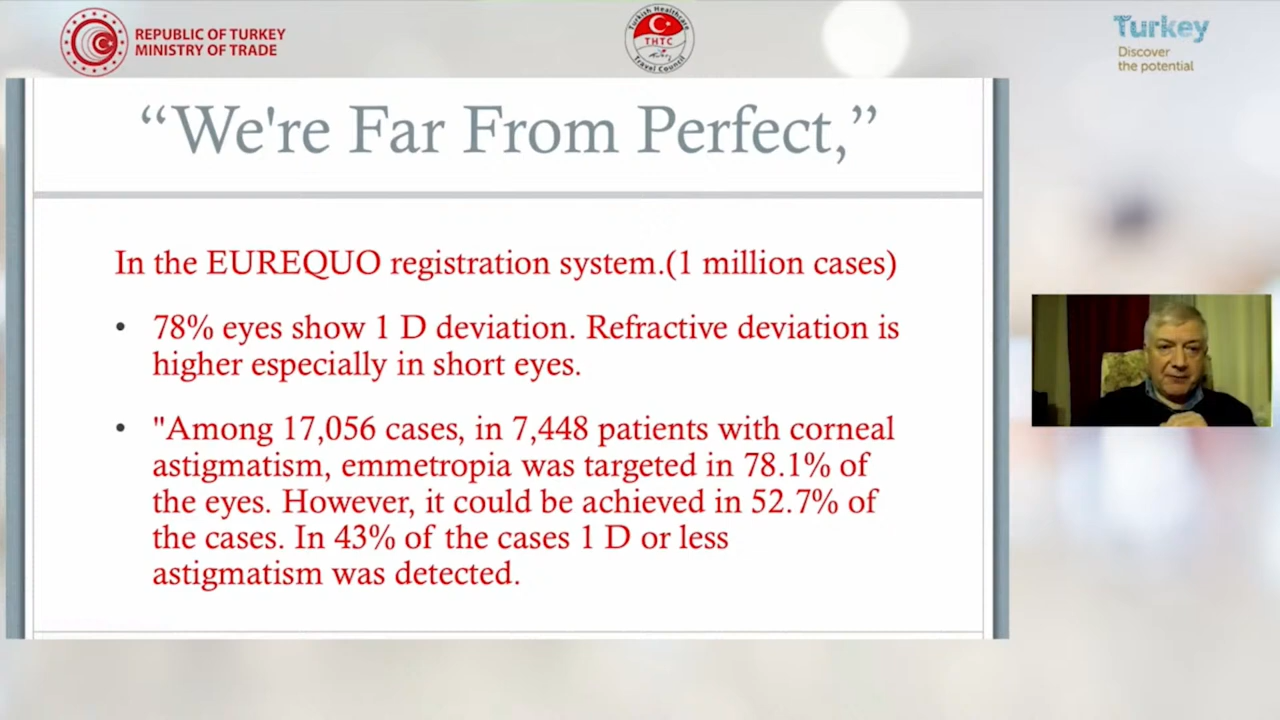 REPUBLIC OF TURKEY
MINISTRY OF TRADE
Turkish Healthcare
THTC
Travel Council
Turkey
Discover
the potential
“We're Far From Perfect,”
In the EUREQUO registration system.(1 million cases)
• 78% eyes show 1 D deviation. Refractive deviation is
higher especially in short eyes.
• "Among 17,056 cases, in 7,448 patients with corneal
astigmatism, emmetropia was targeted in 78.1% of
the eyes. However, it could be achieved in 52.7% of
the cases. In 43% of the cases 1 D or less
astigmatism was detected.